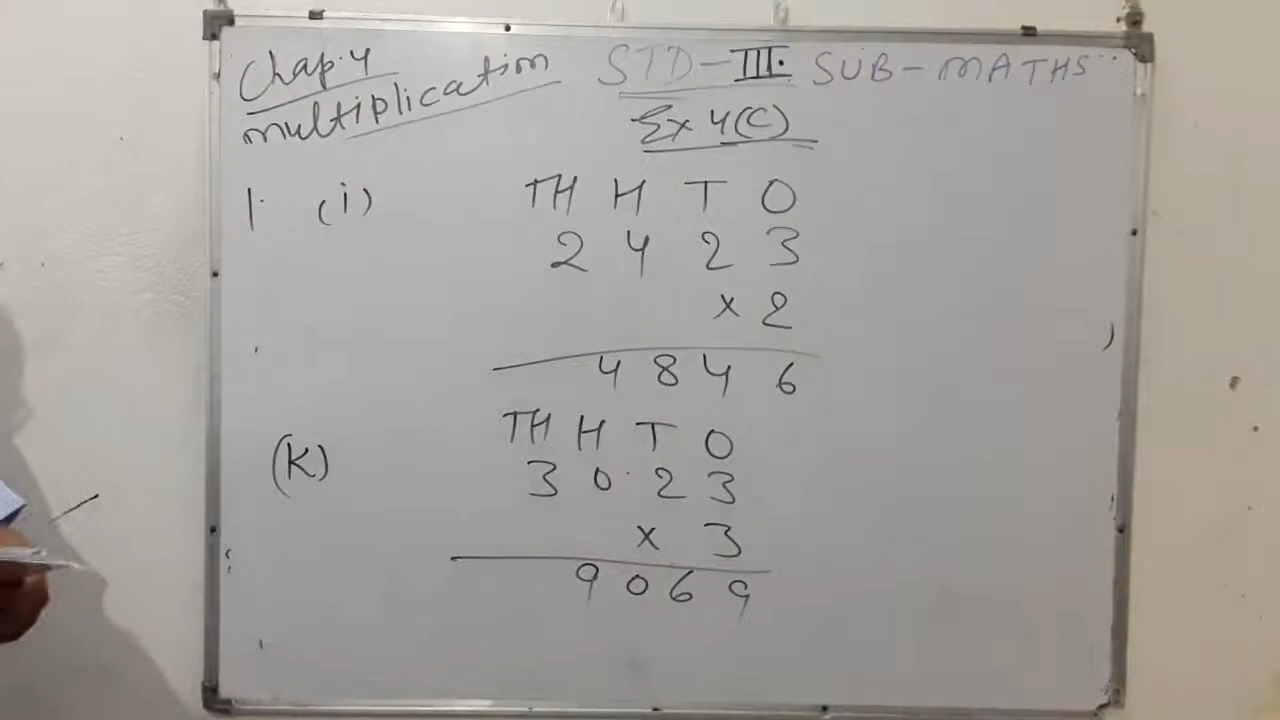 Chap.4 STD-III. SUB-MATHS
multiplication Ex 4(C)
1. (i) TH H T O
2 4 2 3
x 2
4 8 4 6
TH H T O
(K) 3 0 2 3
x 3
9 0 6 9